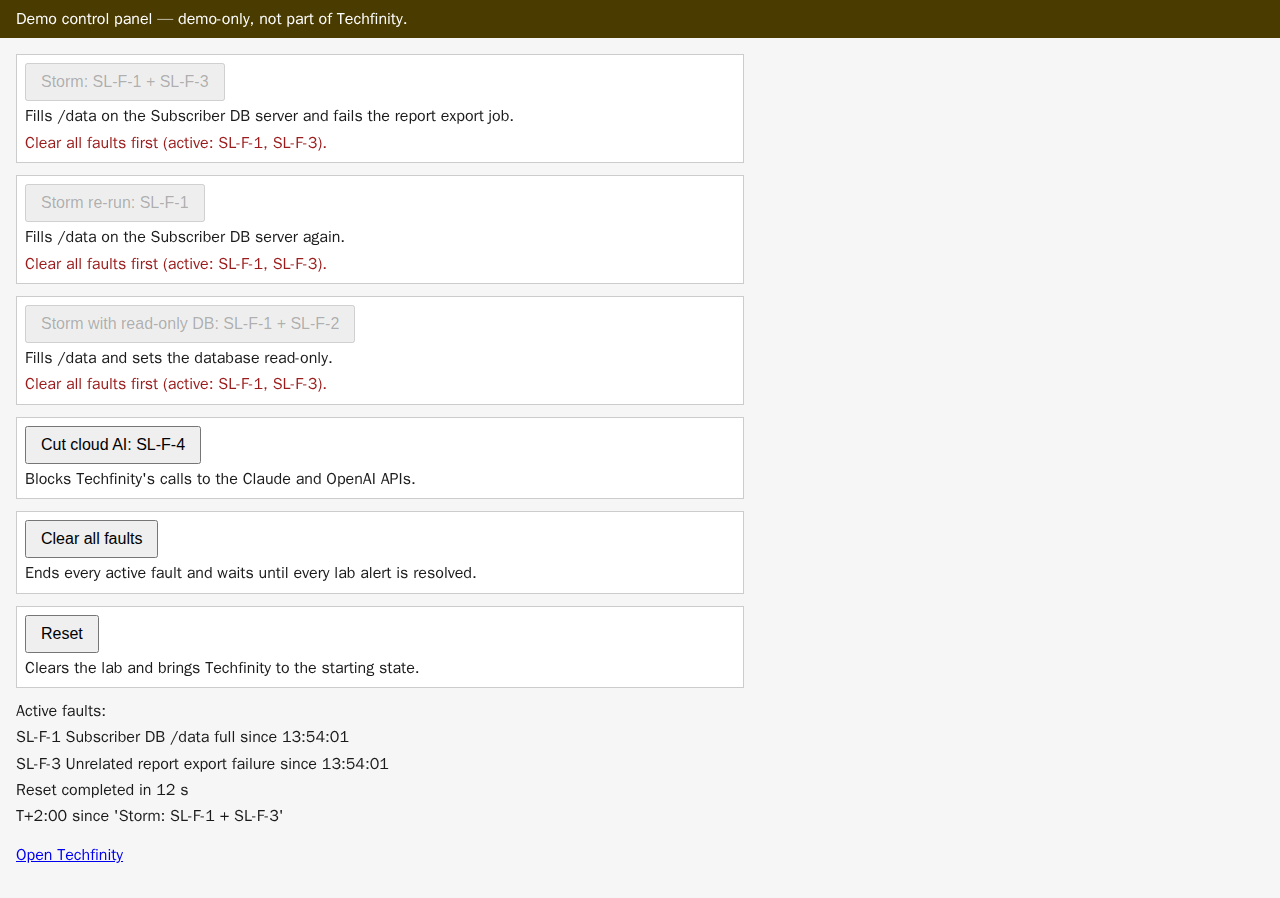 Demo control panel — demo-only, not part of Techfinity.
Storm: SL-F-1 + SL-F-3
Fills /data on the Subscriber DB server and fails the report export job.
Clear all faults first (active: SL-F-1, SL-F-3).
Storm re-run: SL-F-1
Fills /data on the Subscriber DB server again.
Clear all faults first (active: SL-F-1, SL-F-3).
Storm with read-only DB: SL-F-1 + SL-F-2
Fills /data and sets the database read-only.
Clear all faults first (active: SL-F-1, SL-F-3).
Cut cloud AI: SL-F-4
Blocks Techfinity's calls to the Claude and OpenAI APIs.
Clear all faults
Ends every active fault and waits until every lab alert is resolved.
Reset
Clears the lab and brings Techfinity to the starting state.
Active faults:
SL-F-1 Subscriber DB /data full since 13:54:01
SL-F-3 Unrelated report export failure since 13:54:01
Reset completed in 12 s
T+2:00 since 'Storm: SL-F-1 + SL-F-3'
Open Techfinity